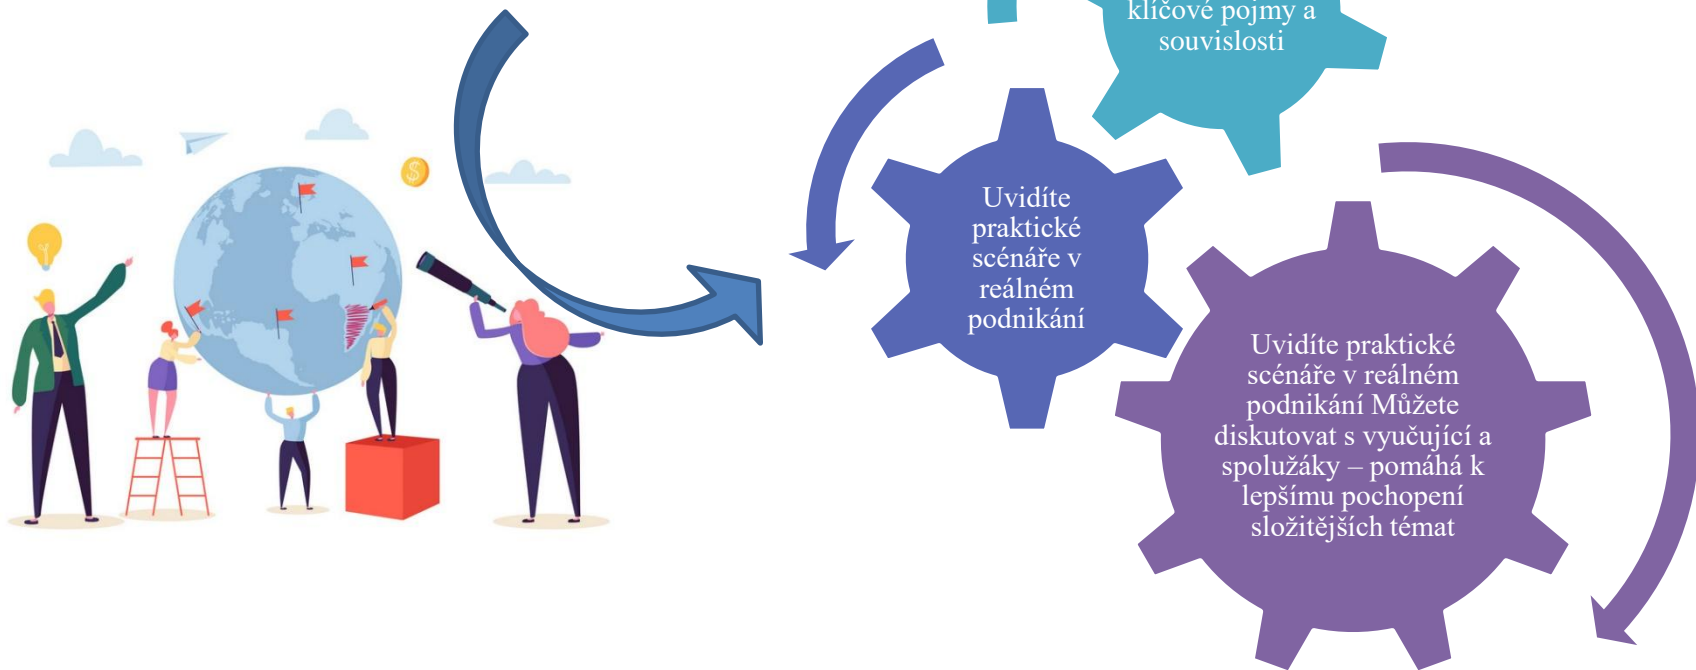 klíčové pojmy a
souvislosti
Uvidíte
praktické
scénáře v
reálném
podnikání
Uvidíte praktické
scénáře v reálném
podnikání Můžete
diskutovat s vyučující a
spolužáky – pomáhá k
lepšímu pochopení
složitějších témat